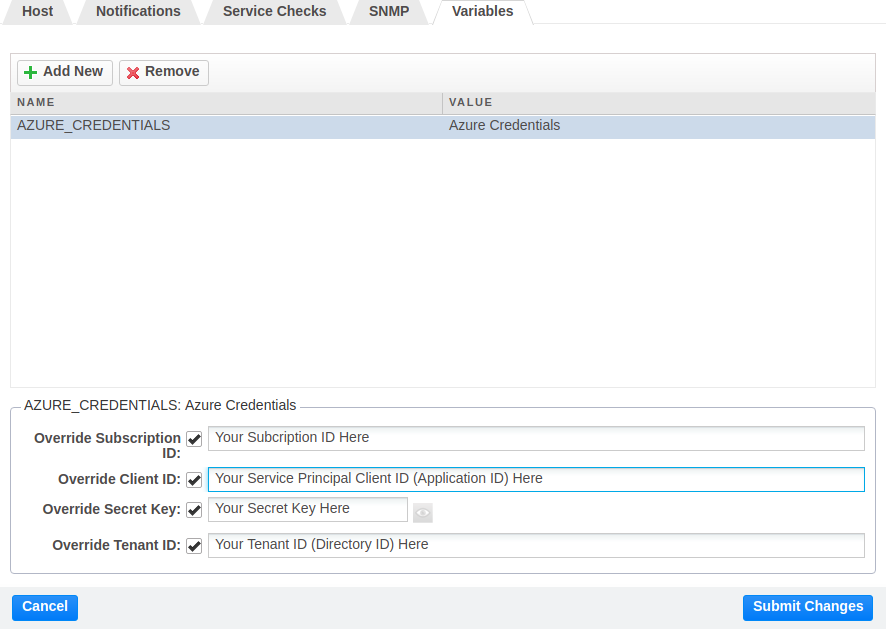 Host Notifications Service Checks SNMP Variables
Add New Remove
NAME VALUE
AZURE_CREDENTIALS Azure Credentials
AZURE_CREDENTIALS: Azure Credentials
Override Subscription ID: Your Subcription ID Here
Override Client ID: Your Service Principal Client ID (Application ID) Here
Override Secret Key: Your Secret Key Here
Override Tenant ID: Your Tenant ID (Directory ID) Here
Cancel Submit Changes